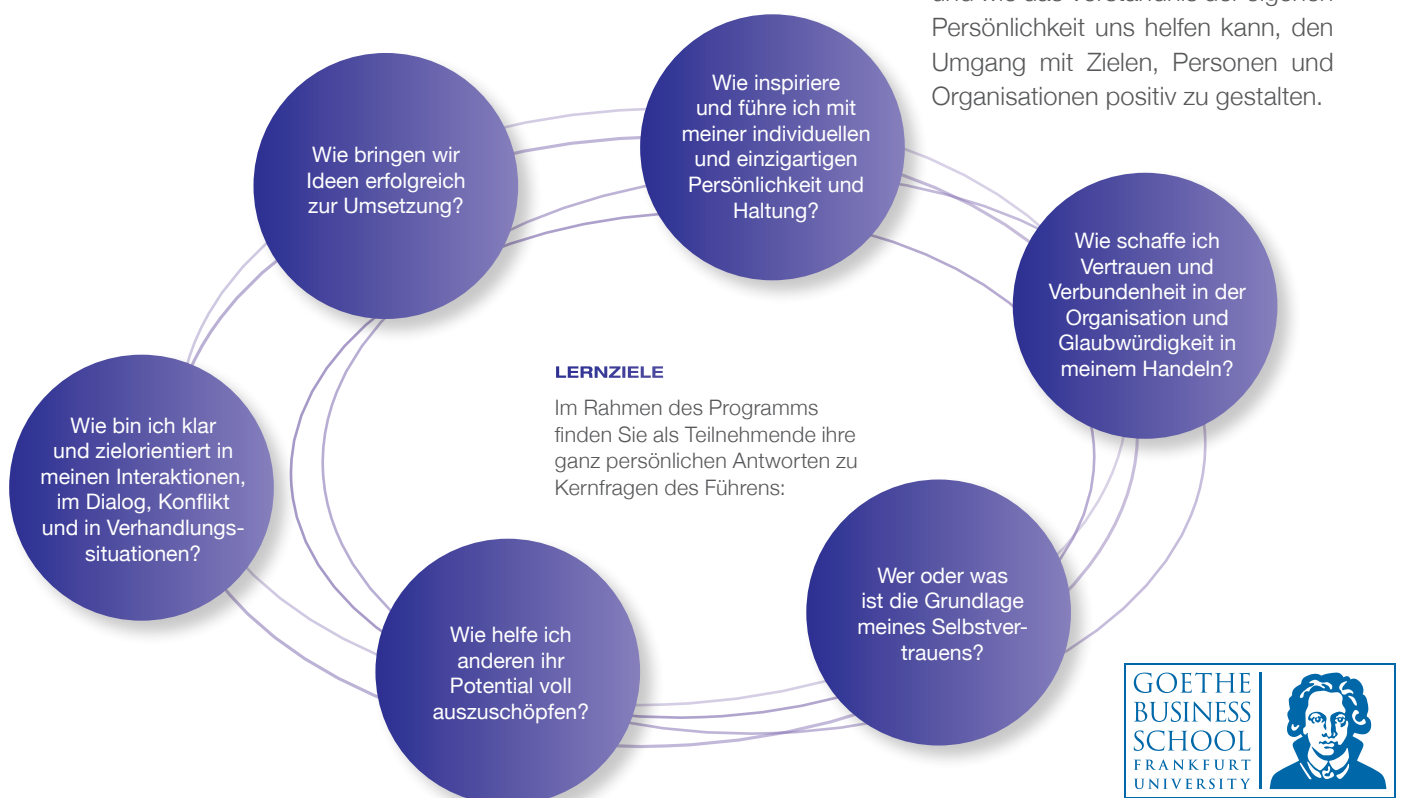 Persönlichkeit uns helfen kann, den
Umgang mit Zielen, Personen und
Organisationen positiv zu gestalten.
Wie inspiriere
und führe ich mit
meiner individuellen
und einzigartigen
Persönlichkeit und
Haltung?
Wie bringen wir
Ideen erfolgreich
zur Umsetzung?
Wie schaffe ich
Vertrauen und
Verbundenheit in der
Organisation und
Glaubwürdigkeit in
meinem Handeln?
LERNZIELE
Im Rahmen des Programms
finden Sie als Teilnehmende ihre
ganz persönlichen Antworten zu
Kernfragen des Führens:
Wie bin ich klar
und zielorientiert in
meinen Interaktionen,
im Dialog, Konflikt
und in Verhandlungs-
situationen?
Wer oder was
ist die Grundlage
meines Selbstver-
trauens?
Wie helfe ich
anderen ihr
Potential voll
auszuschöpfen?
GOETHE
BUSINESS
SCHOOL
FRANKFURT
UNIVERSITY